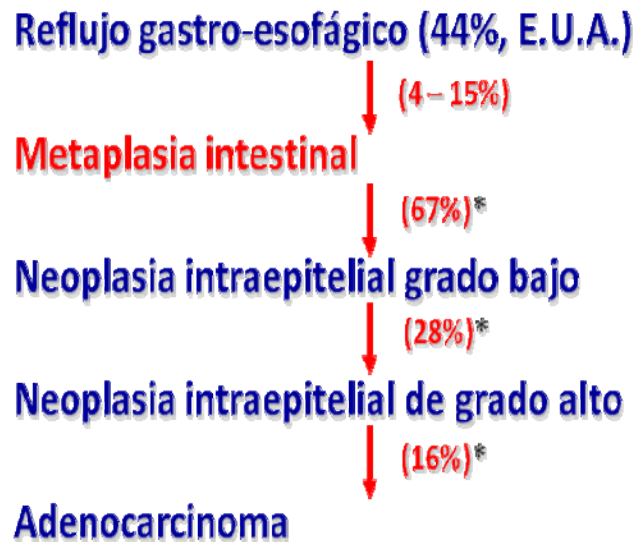 Reflujo gastro-esofágico (44%, E.U.A.)
(4 – 15%)
Metaplasia intestinal
(67%)*
Neoplasia intraepitelial grado bajo
(28%)*
Neoplasia intraepitelial de grado alto
(16%)*
Adenocarcinoma